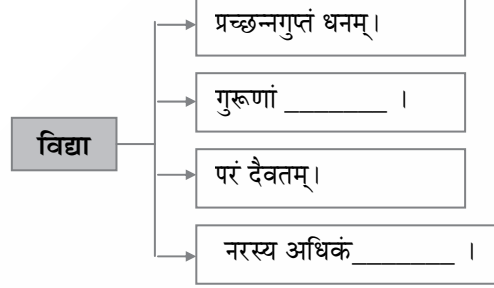 प्रच्छन्नगुप्तं धनम्।
गुरूणां ________ ।
विद्या
परं दैवतम्।
नरस्य अधिकं________ ।